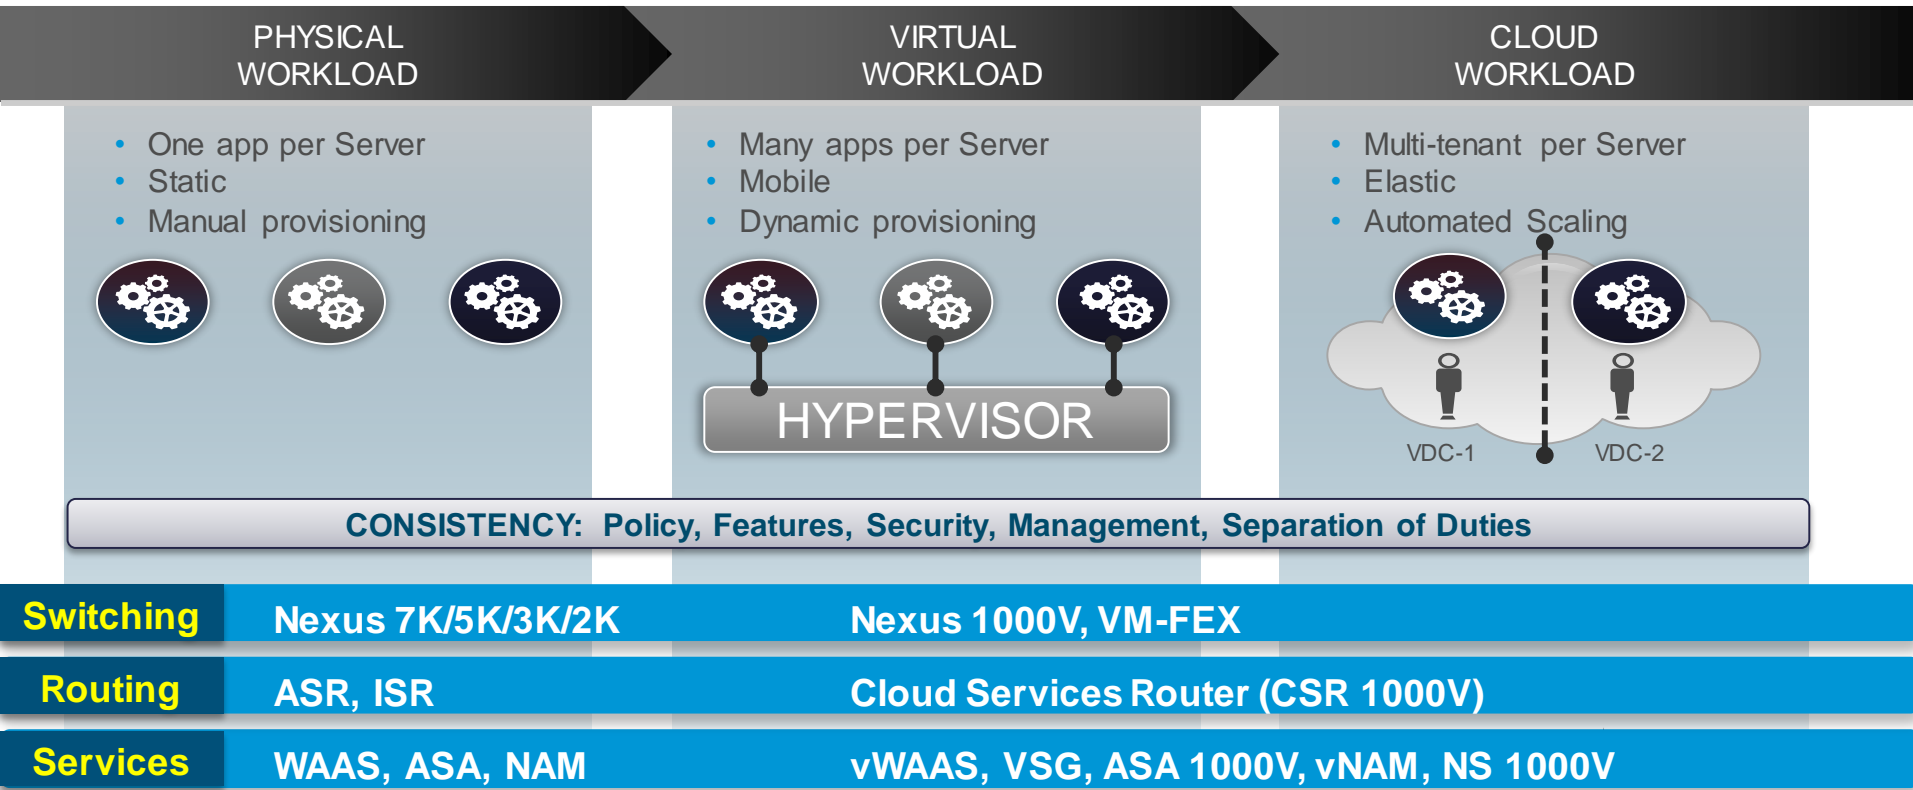 PHYSICAL
WORKLOAD
VIRTUAL
WORKLOAD
CLOUD
WORKLOAD
• One app per Server
• Static
• Manual provisioning
• Many apps per Server
• Mobile
• Dynamic provisioning
HYPERVISOR
• Multi-tenant per Server
• Elastic
• Automated Scaling
VDC-1
VDC-2
CONSISTENCY: Policy, Features, Security, Management, Separation of Duties
Switching
Nexus 7K/5K/3K/2K
Nexus 1000V, VM-FEX
Routing
ASR, ISR
Cloud Services Router (CSR 1000V)
Services
WAAS, ASA, NAM
vWAAS, VSG, ASA 1000V, vNAM, NS 1000V